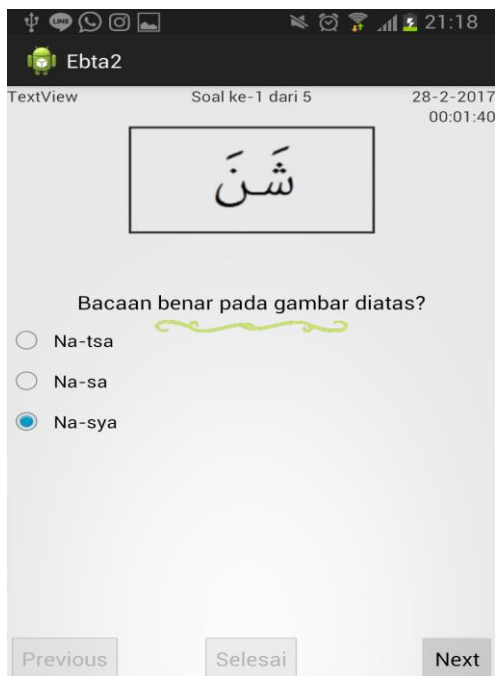 21:18
Ebta2
TextView Soal ke-1 dari 5 28-2-2017
00:01:40
شَنَ
Bacaan benar pada gambar diatas?
Na-tsa
Na-sa
Na-sya
Previous Selesai Next